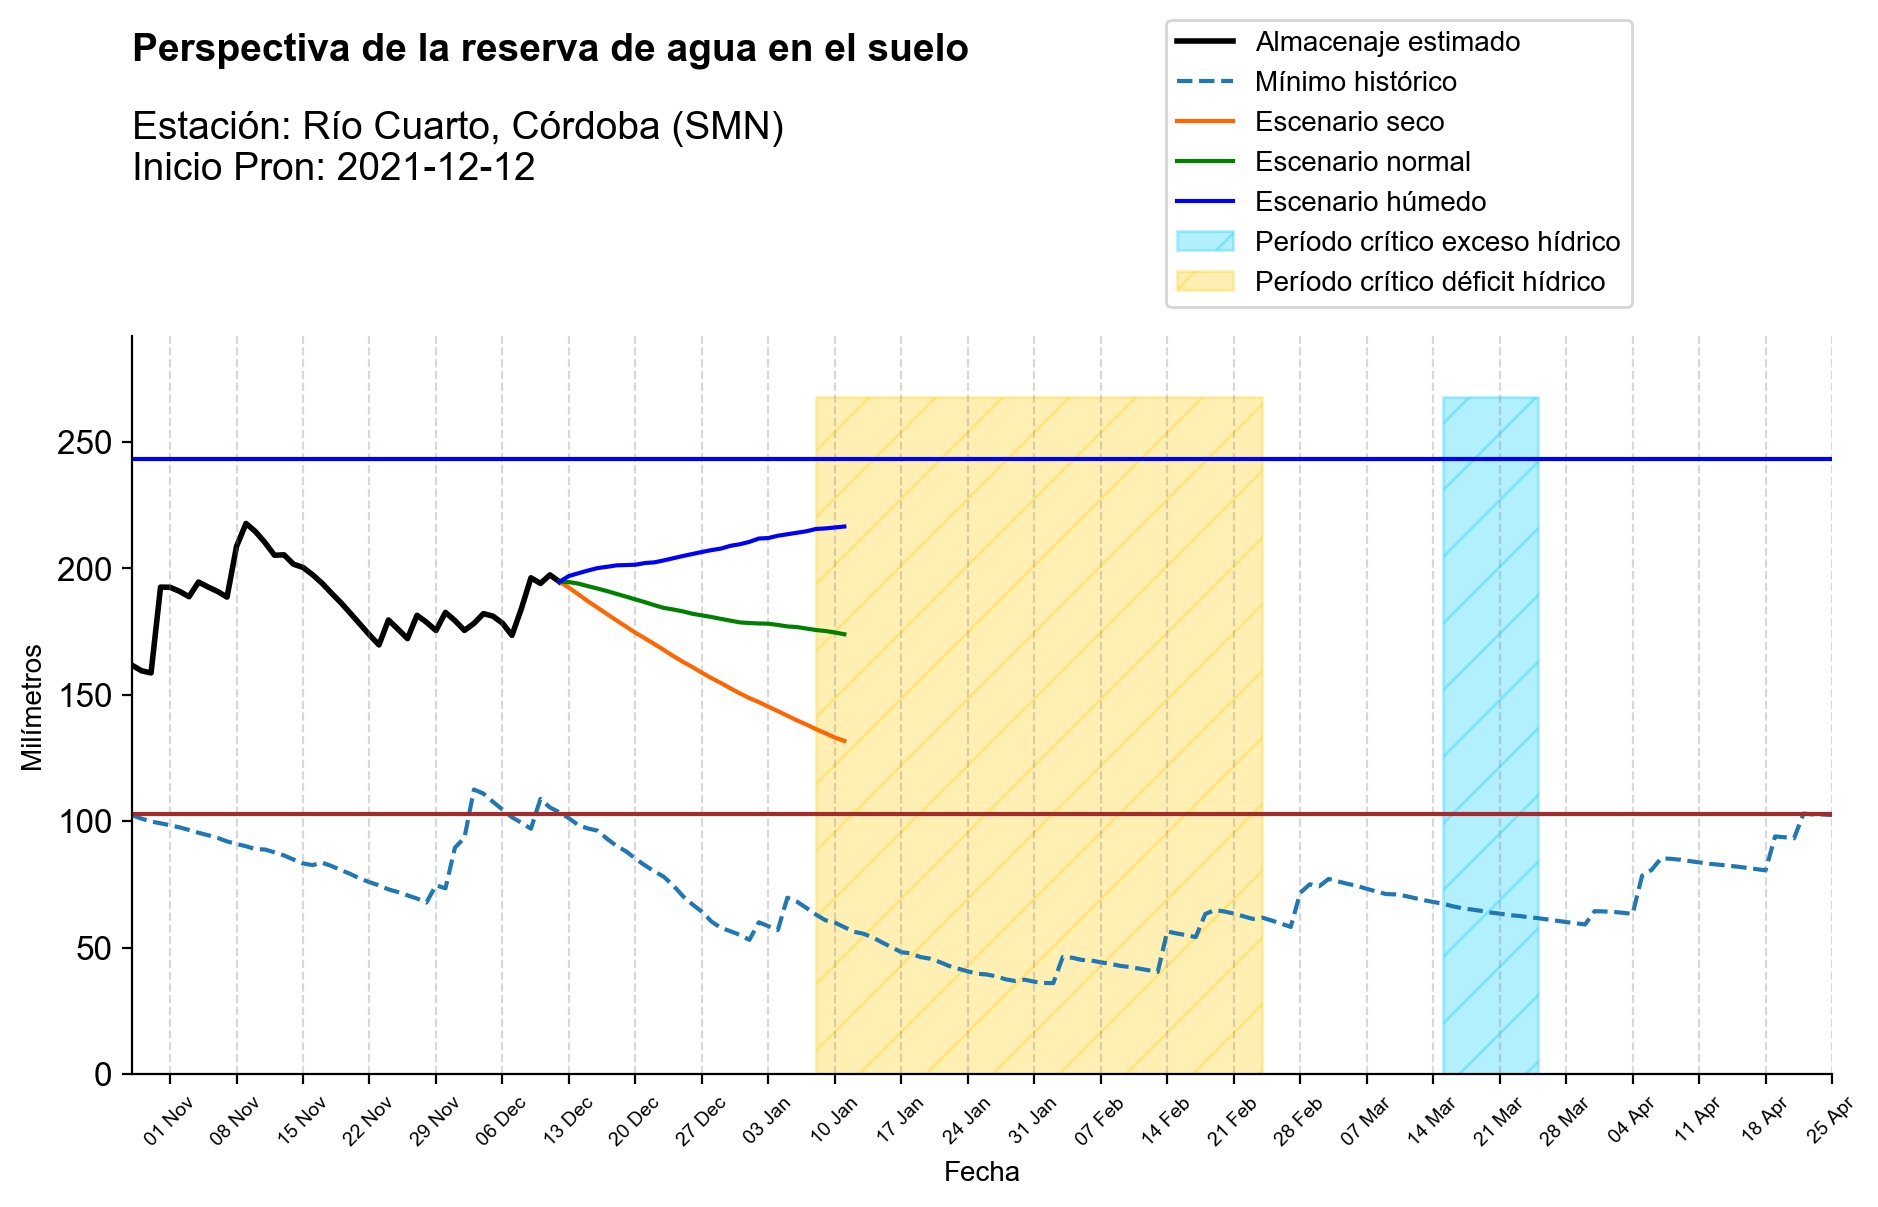 Perspectiva de la reserva de agua en el suelo
Estación: Río Cuarto, Córdoba (SMN)
Inicio Pron: 2021-12-12
Almacenaje estimado
Mínimo histórico
Escenario seco
Escenario normal
Escenario húmedo
Período crítico exceso hídrico
Período crítico déficit hídrico
Milímetros
250
200
150
100
50
0
01 Nov
08 Nov
15 Nov
22 Nov
29 Nov
06 Dec
13 Dec
20 Dec
27 Dec
03 Jan
10 Jan
17 Jan
24 Jan
31 Jan
07 Feb
14 Feb
21 Feb
28 Feb
07 Mar
14 Mar
21 Mar
28 Mar
04 Apr
11 Apr
18 Apr
25 Apr
Fecha